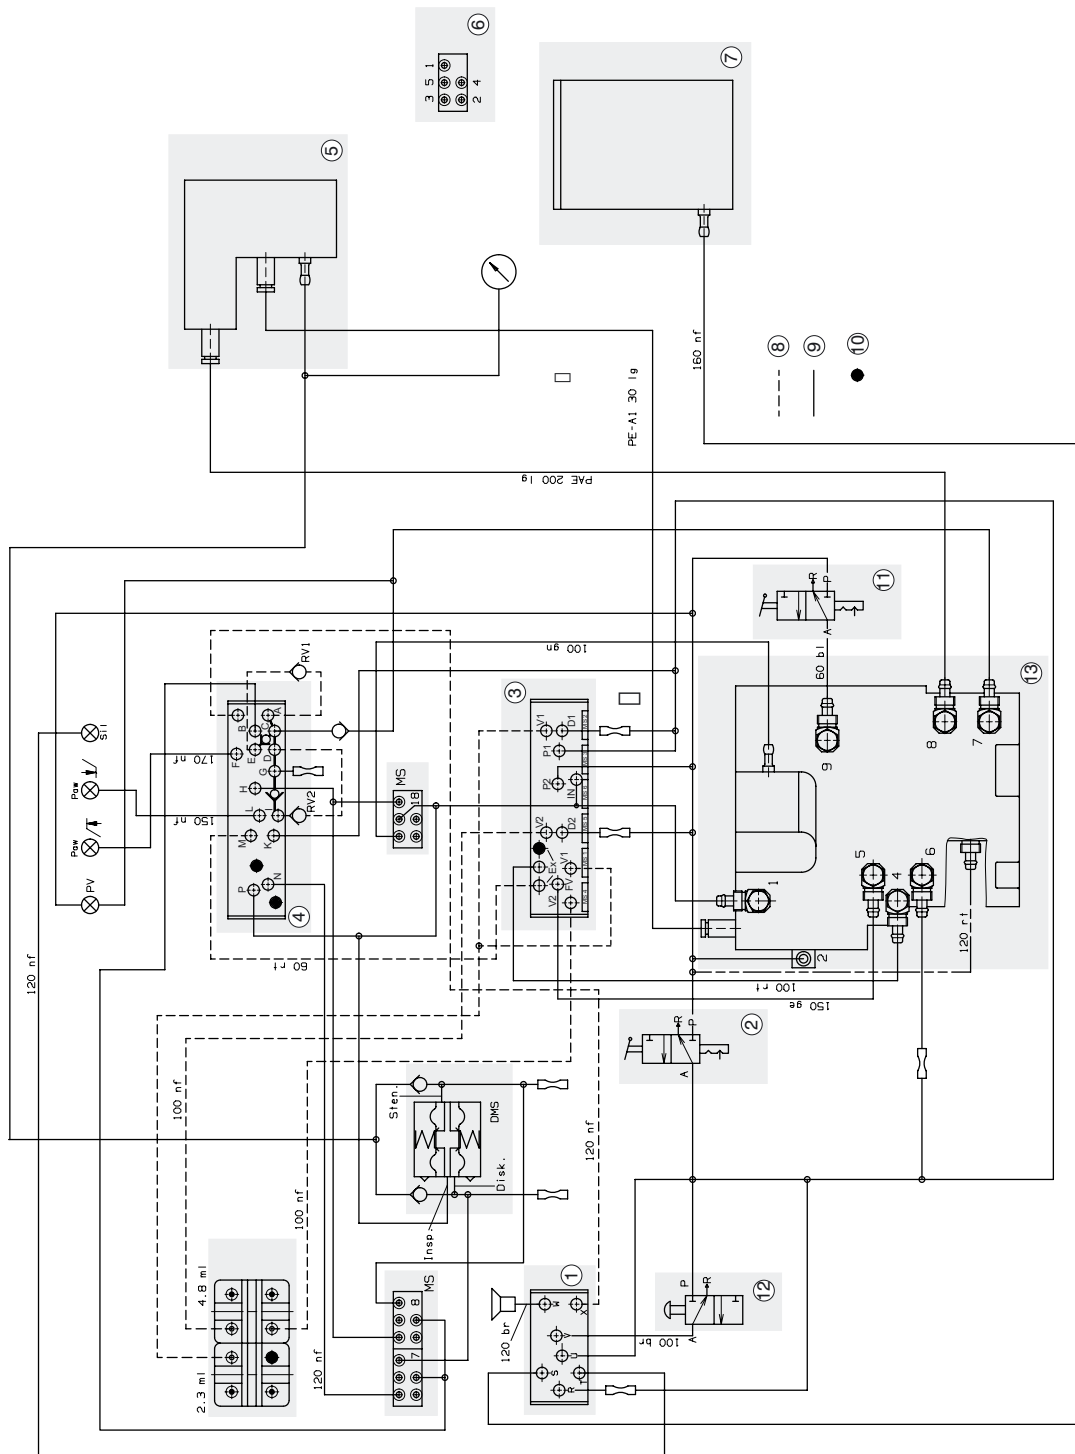 6
1
5
3
4
2
7
5
160 nf
8
9
10
PE-A1 30 lg
PAE 200 lg
120 nf
PV
Paw
Paw
Sil
170 nf
150 nf
RV1
RV2
100 gn
MS
18
4
A
B
C
D
E
F
G
H
I
L
M
K
N
P
60 rt
3
V1
D1
P1
P2
IN
V2
D2
Ex
V1
FV
V2
11
R
P
A
60 bl
13
9
8
7
1
2
5
4
6
120 rt
100 rt
150 ge
2
R
P
A
100 nf
100 nf
120 nf
120 nf
Sten.
DMS
Disk.
Insp.
4.8 ml
2.3 ml
MS
8
7
1
120 br
W
X
V
U
S
T
R
100 br
12
P
R
A